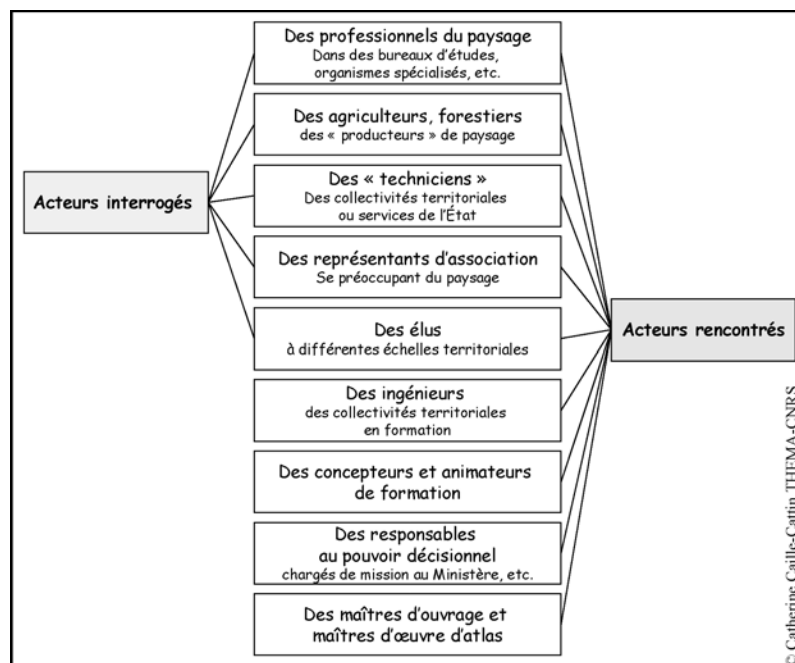 Des professionnels du paysage
Dans des bureaux d'études,
organismes spécialisés, etc.
Des agriculteurs, forestiers
des « producteurs » de paysage
Acteurs interrogés
Des « techniciens »
Des collectivités territoriales
ou services de l'État
Des représentants d'association
Se préoccupant du paysage
Des élus
à différentes échelles territoriales
Acteurs rencontrés
Des ingénieurs
des collectivités territoriales
en formation
Des concepteurs et animateurs
de formation
Des responsables
au pouvoir décisionnel
chargés de mission au Ministère, etc.
Des maîtres d'ouvrage et
maîtres d'œuvre d'atlas
© Catherine Caille-Cattin THEMA-CNRS